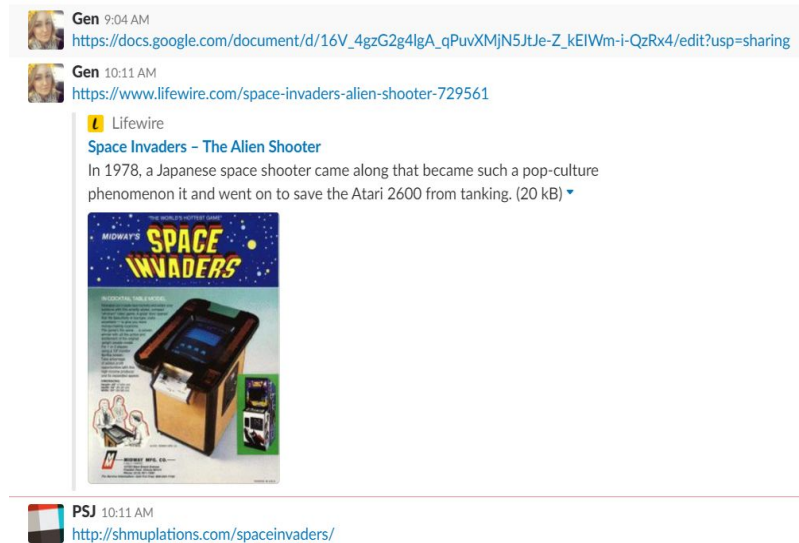 Gen 9:04 AM
https://docs.google.com/document/d/16V_4gzG2g4lgA_qPuvXMjN5JtJe-Z_kEIWm-i-QzRx4/edit?usp=sharing
Gen 10:11 AM
https://www.lifewire.com/space-invaders-alien-shooter-729561
Lifewire
Space Invaders – The Alien Shooter
In 1978, a Japanese space shooter came along that became such a pop-culture
phenomenon it and went on to save the Atari 2600 from tanking. (20 kB)
"THE WORLD'S HOTTEST GAME"
MIDWAY'S
SPACE
INVADERS
MIDWAY MFG. CO.
PSJ 10:11 AM
http://shmuplations.com/spaceinvaders/